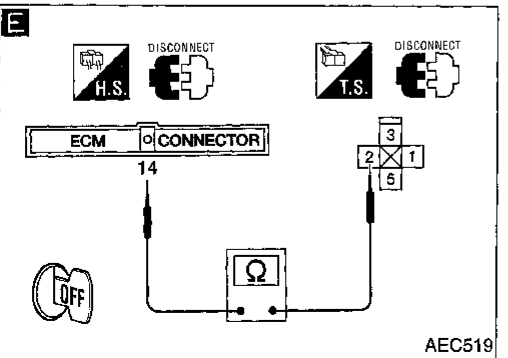 E
DISCONNECT
H.S.
DISCONNECT
T.S.
ECM
CONNECTOR
14
3
2
1
5
Ω
OFF
AEC519